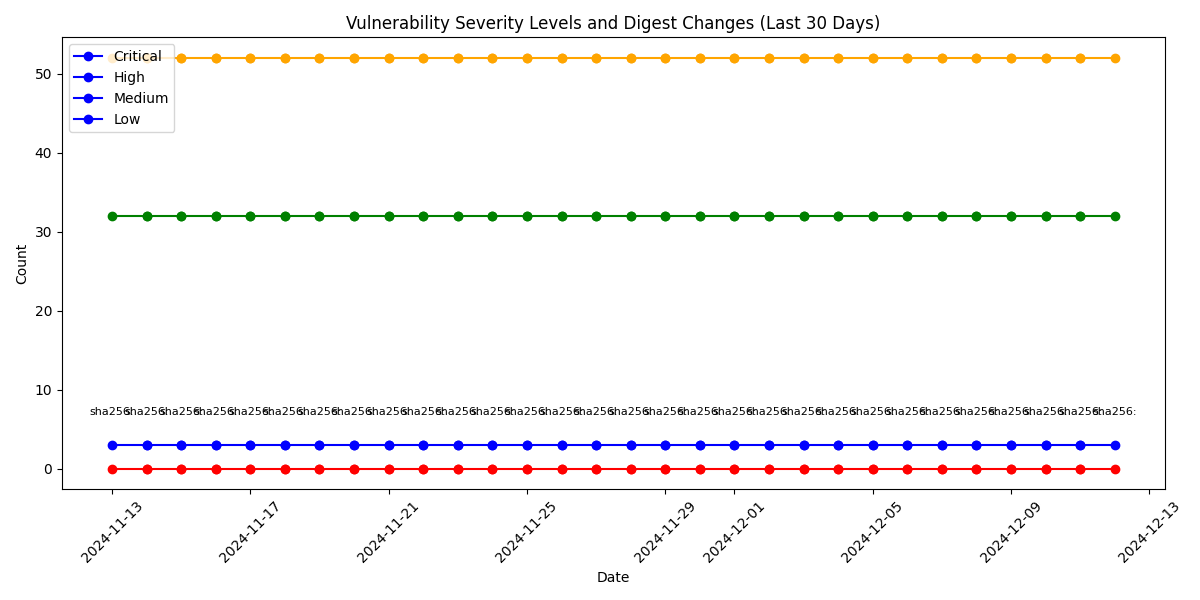 Vulnerability Severity Levels and Digest Changes (Last 30 Days)
Critical
High
Medium
Low
Count
50
40
30
20
10
0
sha256: sha256: sha256: sha256: sha256: sha256: sha256: sha256: sha256: sha256: sha256: sha256: sha256: sha256: sha256: sha256: sha256: sha256: sha256: sha256: sha256: sha256: sha256: sha256: sha256: sha256: sha256: sha256: sha256: sha256:
2024-11-13
2024-11-17
2024-11-21
2024-11-25
2024-11-29
2024-12-01
2024-12-05
2024-12-09
2024-12-13
Date